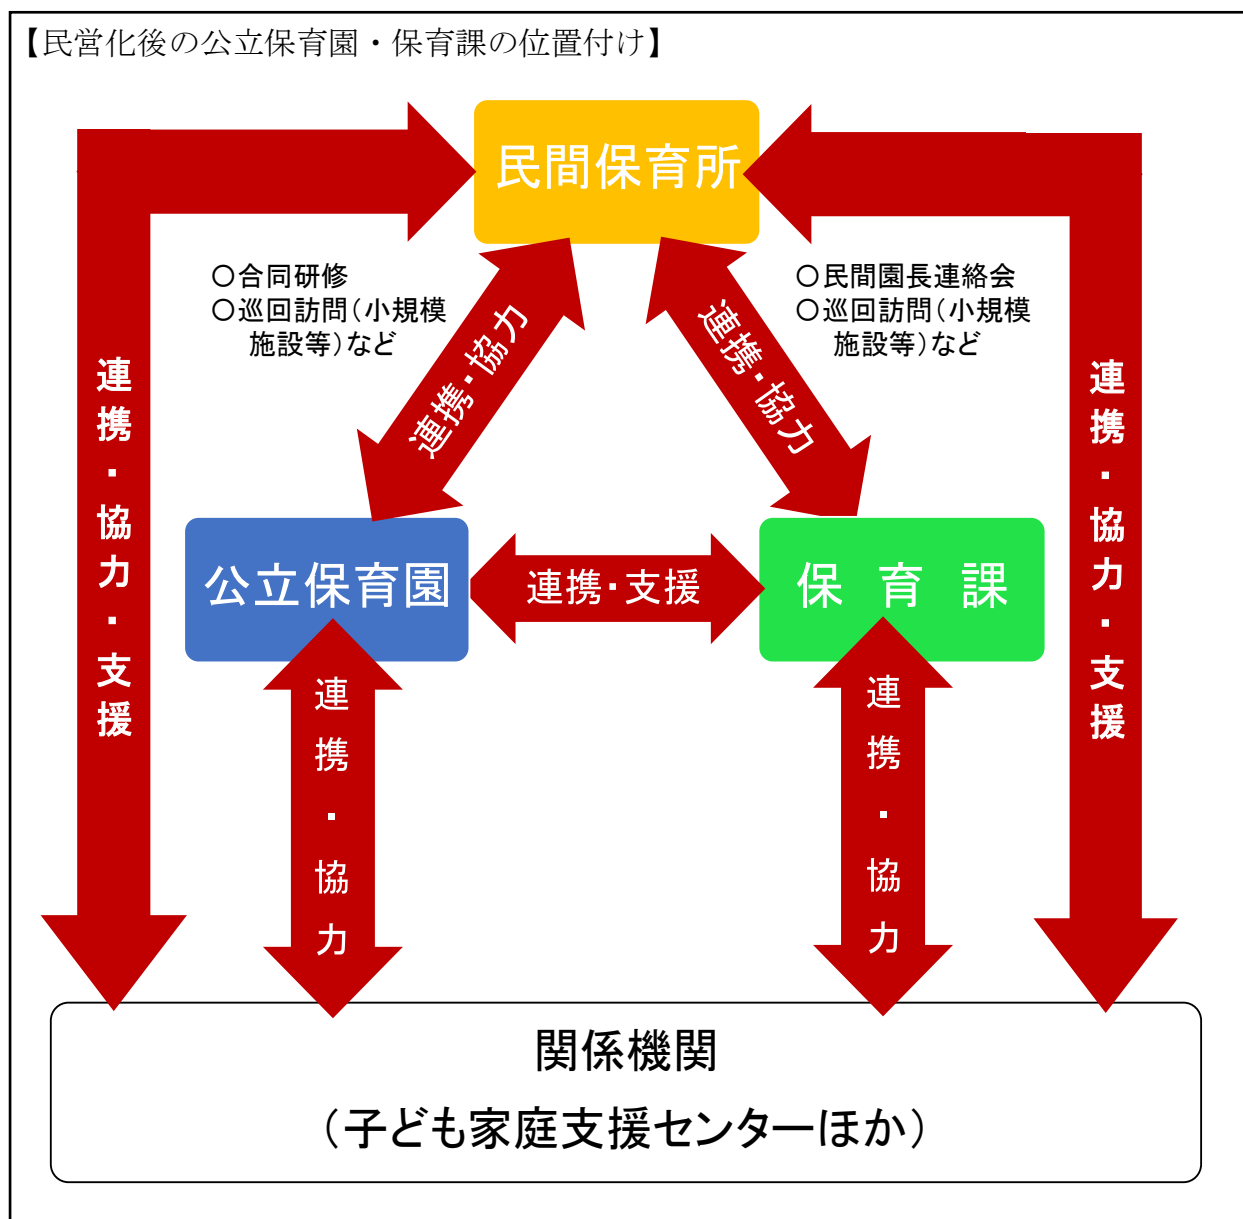 【民営化後の公立保育園・保育課の位置付け】
民間保育所
〇合同研修
〇巡回訪問（小規模
施設等）など
〇民間園長連絡会
〇巡回訪問（小規模
施設等）など
連携・協力
連携・協力
連携・協力・支援
連携・協力・支援
公立保育園
連携・支援
保　育　課
連携・協力
連携・協力
関係機関
（子ども家庭支援センターほか）